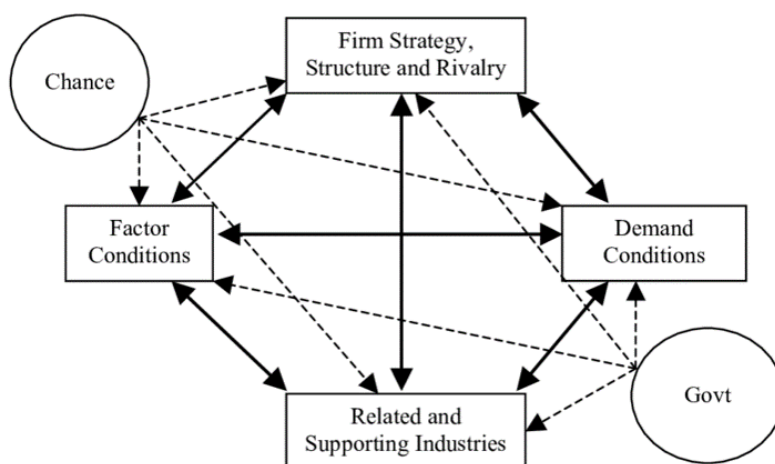 Firm Strategy,
Structure and Rivalry
Chance
Factor
Conditions
Demand
Conditions
Related and
Supporting Industries
Govt